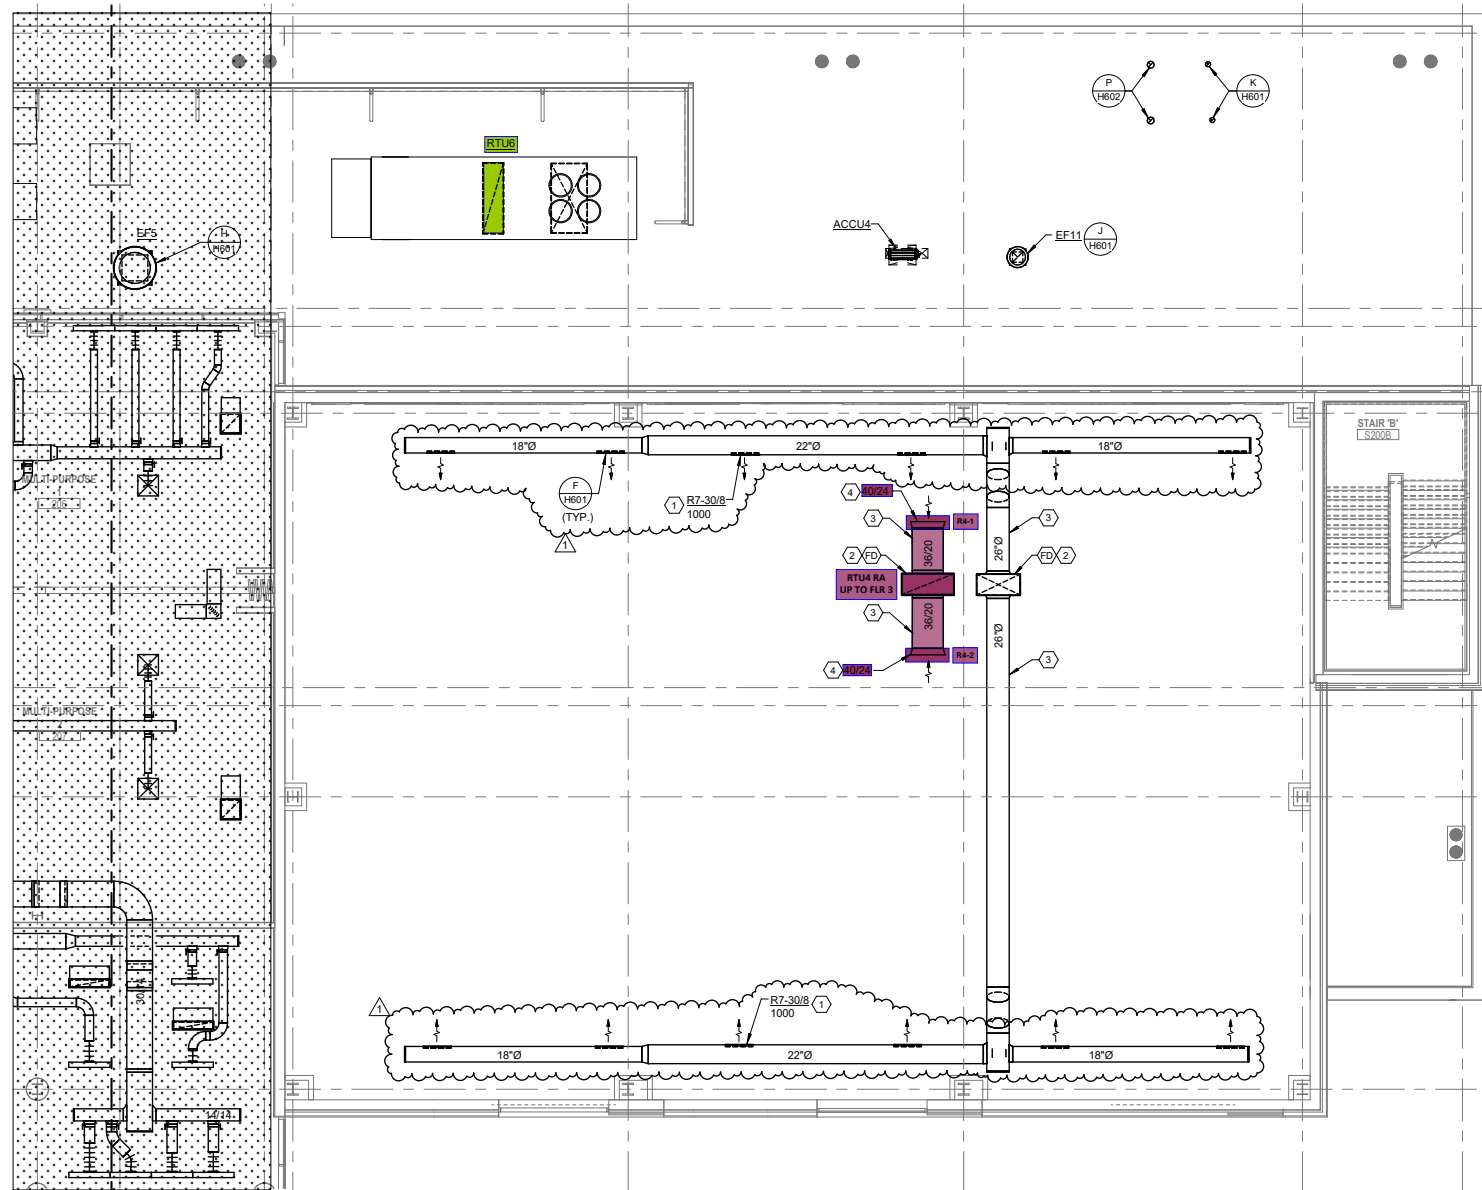 P
H602
K
H601
RTU6
ACCU4
EF11
J
H601
EF5
H
H601
STAIR 'B'
S200B
18"Ø
22"Ø
18"Ø
MULTI-PURPOSE
206
F
H601
(TYP.)
1
R7-30/8
1000
1
4
40/24
3
R4-1
3
36/20
26"Ø
2
FD
FD
2
RTU4 RA
UP TO FLR 3
3
36/20
26"Ø
R4-2
3
4
40/24
MULTI-PURPOSE
207
30/14
1
R7-30/8
1
1000
18"Ø
22"Ø
18"Ø
14/14